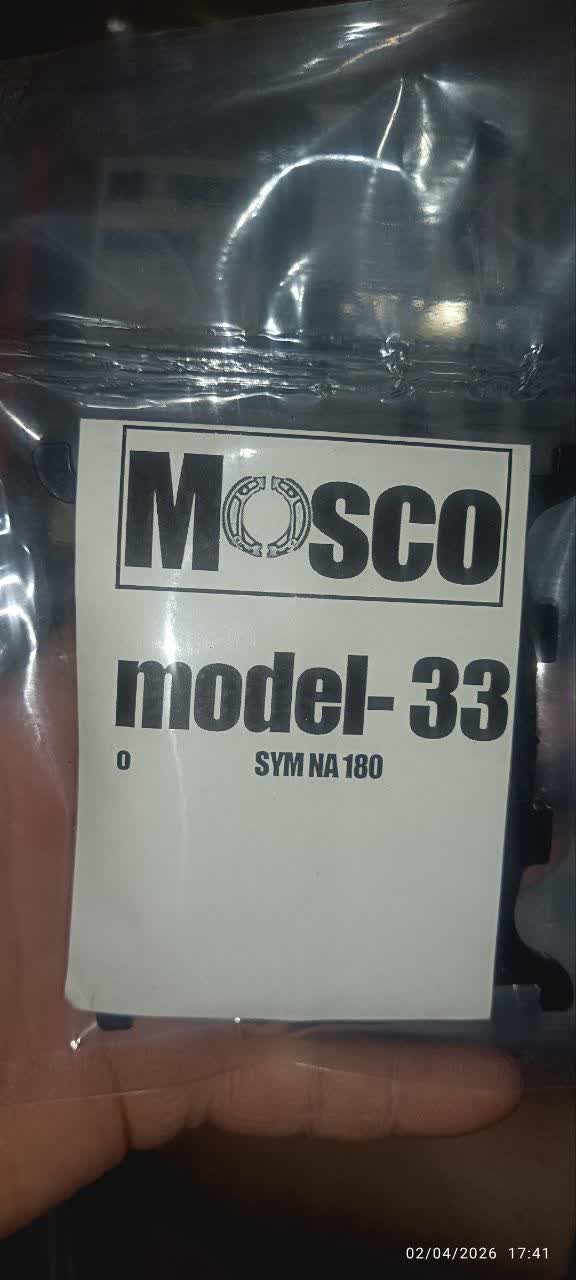 MOSCO
model- 33
0 SYM NA 180
02/04/2026 17:41